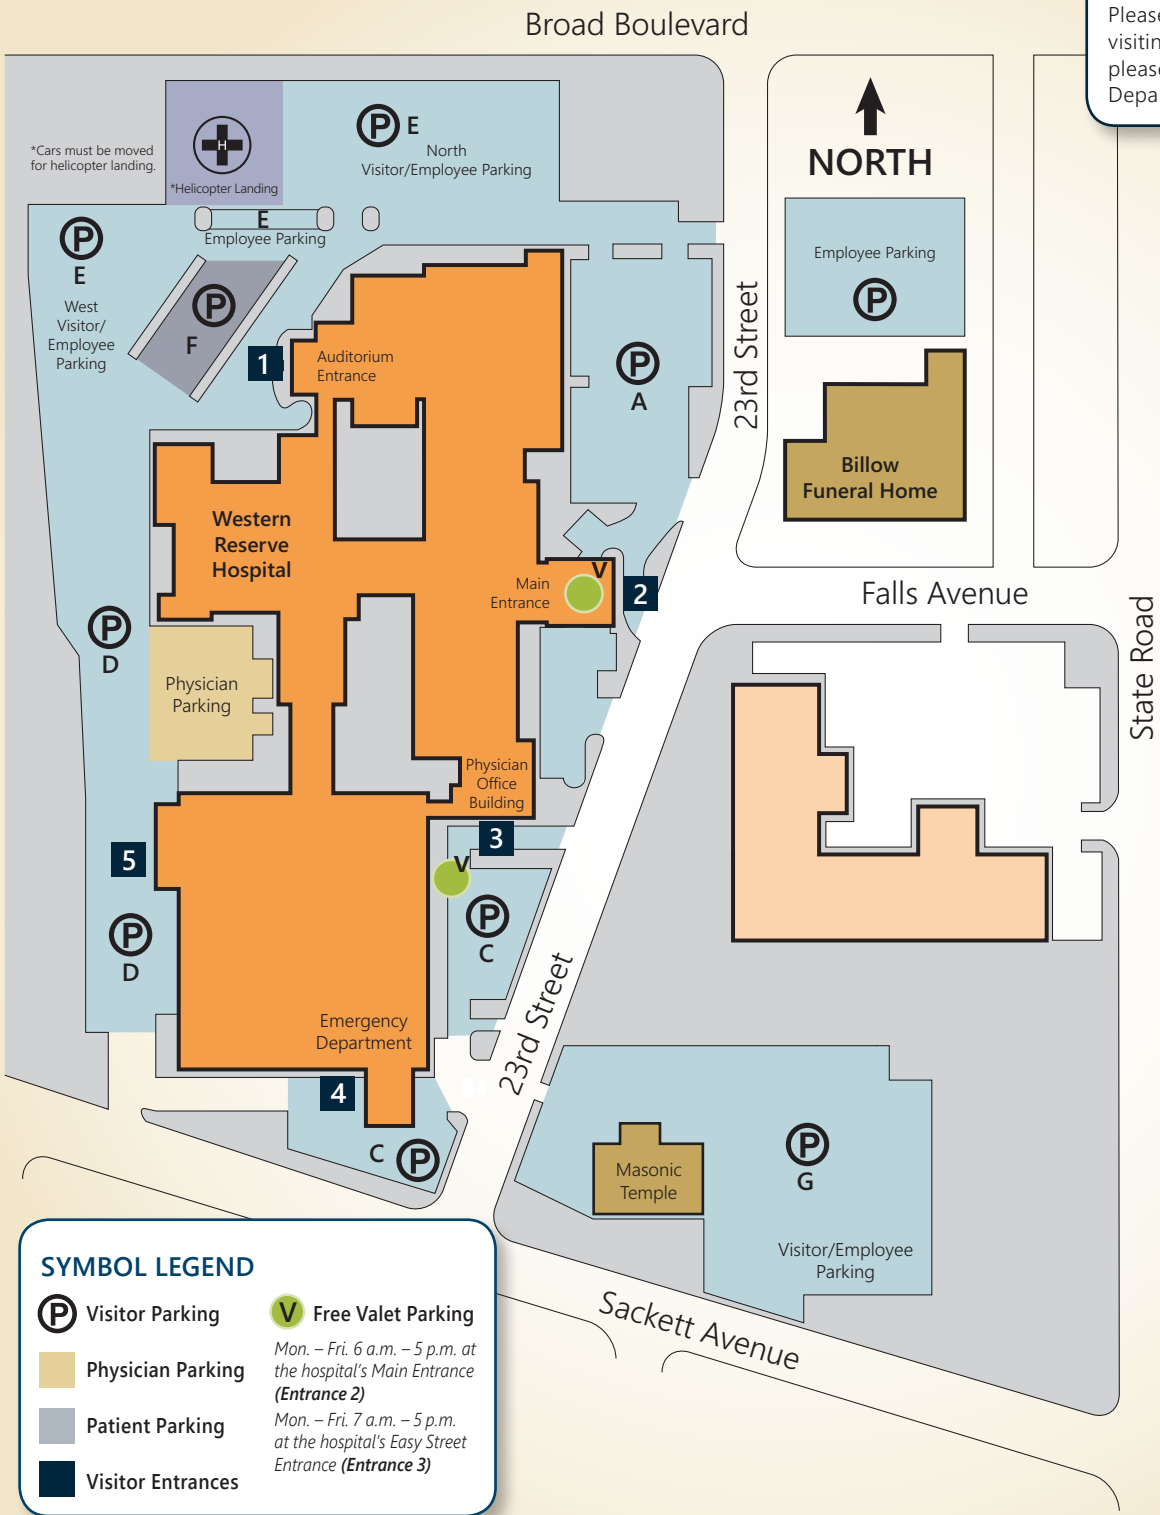 Broad Boulevard
Please
visiting
please
Depa
*Cars must be moved
for helicopter landing.
H
*Helicopter Landing
P E
North
Visitor/Employee Parking
NORTH
E
Employee Parking
P
E
West
Visitor/
Employee
Parking
P
F
1
Auditorium
Entrance
P
A
23rd Street
Employee Parking
P
Billow
Funeral Home
Western
Reserve
Hospital
Main
Entrance
V
2
Falls Avenue
State Road
P
D
Physician
Parking
Physician
Office
Building
3
V
5
P
C
P
D
23rd Street
Emergency
Department
4
C P
Masonic
Temple
P
G
Visitor/Employee
Parking
Sackett Avenue
SYMBOL LEGEND
P Visitor Parking
Physician Parking
Patient Parking
Visitor Entrances
V Free Valet Parking
Mon. – Fri. 6 a.m. – 5 p.m. at
the hospital's Main Entrance
(Entrance 2)
Mon. – Fri. 7 a.m. – 5 p.m.
at the hospital's Easy Street
Entrance (Entrance 3)